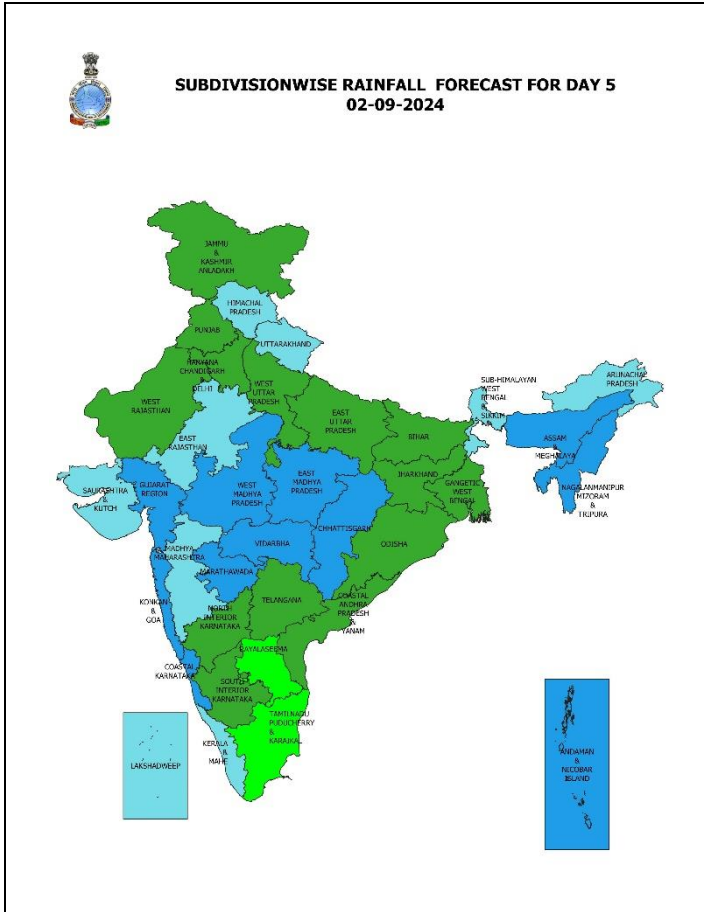 SUBDIVISIONWISE RAINFALL FORECAST FOR DAY 5
02-09-2024
JAMMU
&
KASHMIR
ANLADAKH
HIMACHAL
PRADESH
PUNJAB
UTTARAKHAND
HARYANA
CHANDIGARH
&
DELHI
WEST
UTTAR
PRADESH
WEST
RAJASTHAN
EAST
UTTAR
PRADESH
EAST
RAJASTHAN
BIHAR
SUB-HIMALAYAN
WEST
BENGAL
&
SIKKIM
ARUNACHAL
PRADESH
ASSAM
&
MEGHALAYA
NAGALANMANIPUR
MIZORAM
&
TRIPURA
SAURASHTRA
&
KUTCH
GUJARAT
REGION
WEST
MADHYA
PRADESH
EAST
MADHYA
PRADESH
JHARKHAND
GANGETIC
WEST
BENGAL
CHHATTISGARH
ODISHA
MADHYA
MAHARASHTRA
VIDARBHA
MARATHAWADA
KONKAN
&
GOA
TELANGANA
COASTAL
ANDHRA
PRADESH
&
YANAM
NORTH
INTERIOR
KARNATAKA
COASTAL
KARNATAKA
RAYALASEEMA
SOUTH
INTERIOR
KARNATAKA
TAMILNADU
PUDUCHERRY
&
KARAIKAL
KERALA
&
MAHE
LAKSHADWEEP
ANDAMAN
&
NICOBAR
ISLAND